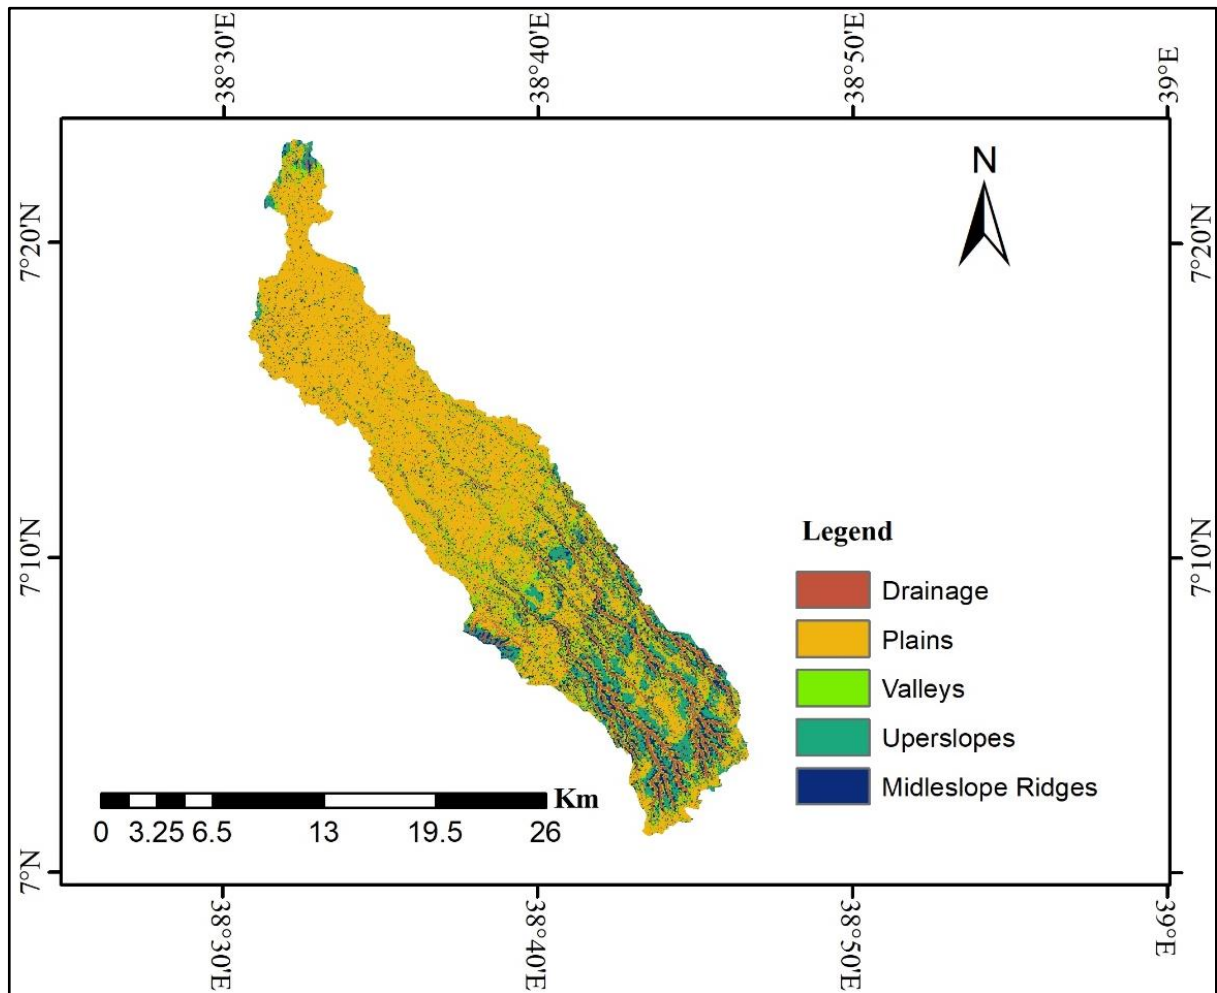 38°30'E
38°40'E
38°50'E
39°E
N
7°20'N
7°20'N
7°10'N
7°10'N
Legend
Drainage
Plains
Valleys
Uperslopes
Midleslope Ridges
Km
0 3.25 6.5 13 19.5 26
7°N
38°30'E
38°40'E
38°50'E
39°E